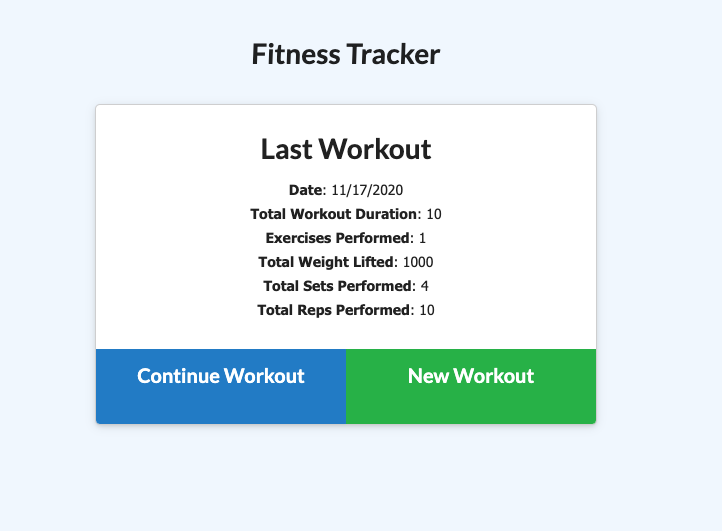 Fitness Tracker
Last Workout
Date: 11/17/2020
Total Workout Duration: 10
Exercises Performed: 1
Total Weight Lifted: 1000
Total Sets Performed: 4
Total Reps Performed: 10
Continue Workout
New Workout